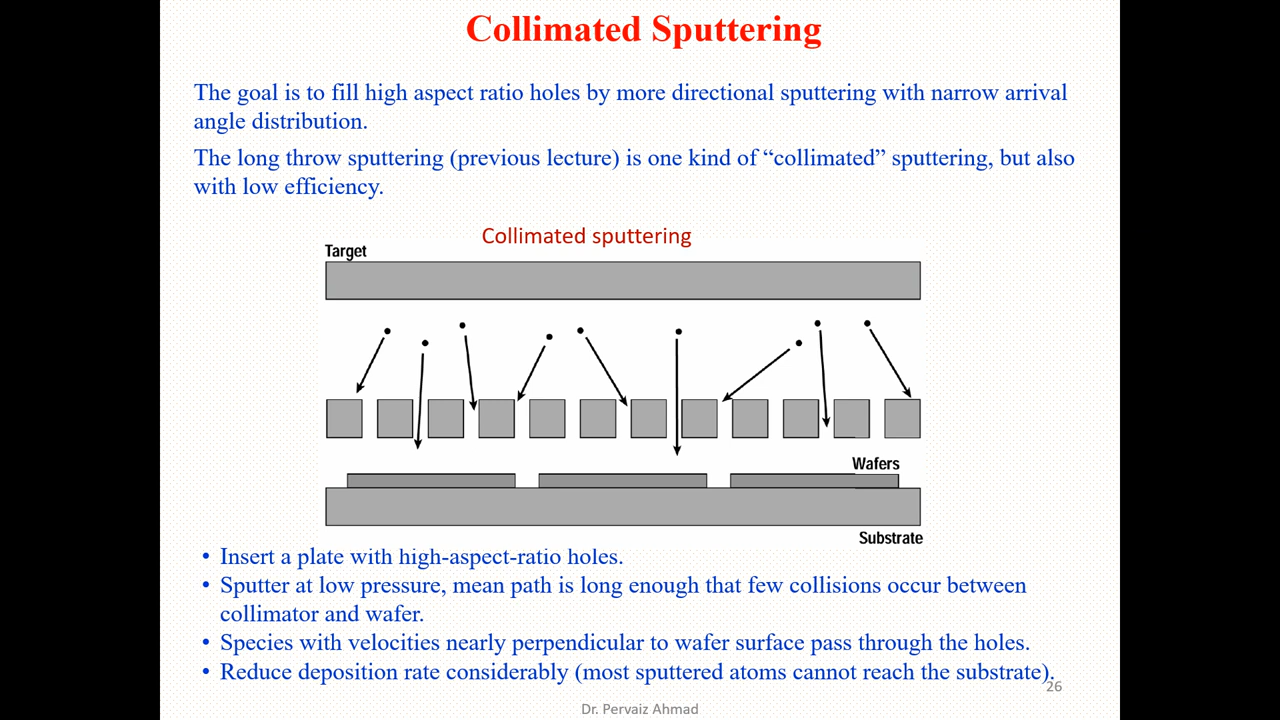 Collimated Sputtering
The goal is to fill high aspect ratio holes by more directional sputtering with narrow arrival
angle distribution.
The long throw sputtering (previous lecture) is one kind of “collimated” sputtering, but also
with low efficiency.
Collimated sputtering
Target
Wafers
Substrate
• Insert a plate with high-aspect-ratio holes.
• Sputter at low pressure, mean path is long enough that few collisions occur between
collimator and wafer.
• Species with velocities nearly perpendicular to wafer surface pass through the holes.
• Reduce deposition rate considerably (most sputtered atoms cannot reach the substrate).
26
Dr. Pervaiz Ahmad